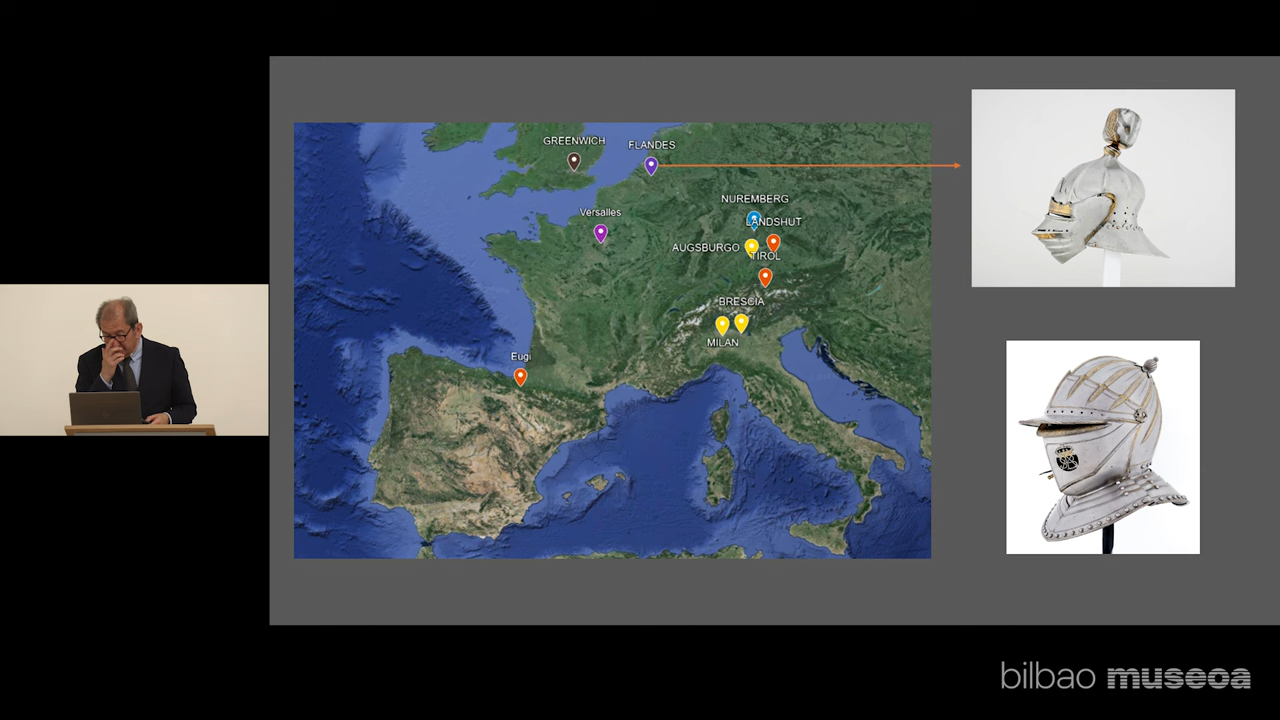 GREENWICH
FLANDES
Versalles
NUREMBERG
LANDSHUT
AUGSBURGO
TIROL
BRESCIA
MILAN
Eugi
bilbao museoa